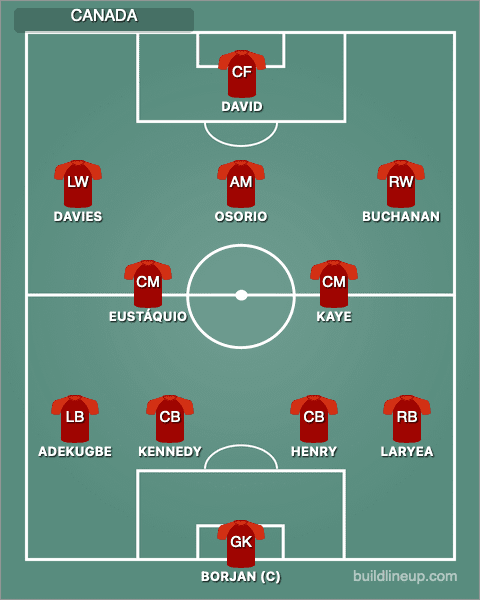 CANADA
CF
DAVID
LW
AM
RW
DAVIES
OSORIO
BUCHANAN
CM
CM
EUSTÁQUIO
KAYE
LB
CB
CB
RB
ADEKUGBE
KENNEDY
HENRY
LARYEA
GK
BORJAN (C)
buildlineup.com